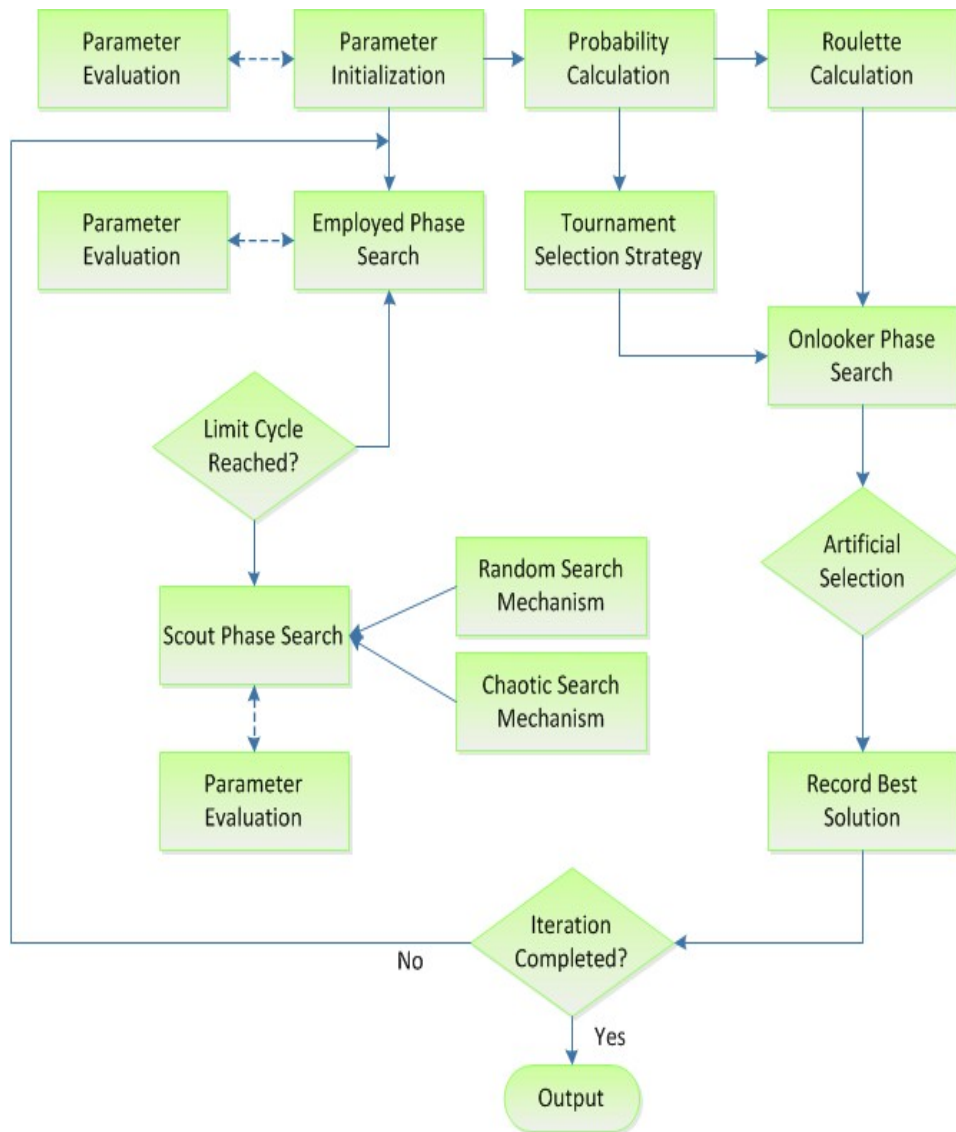 Parameter
Evaluation
Parameter
Initialization
Probability
Calculation
Roulette
Calculation
Parameter
Evaluation
Employed Phase
Search
Tournament
Selection Strategy
Onlooker Phase
Search
Limit Cycle
Reached?
Random Search
Mechanism
Artificial
Selection
Scout Phase Search
Chaotic Search
Mechanism
Parameter
Evaluation
Record Best
Solution
Iteration
Completed?
No
Yes
Output